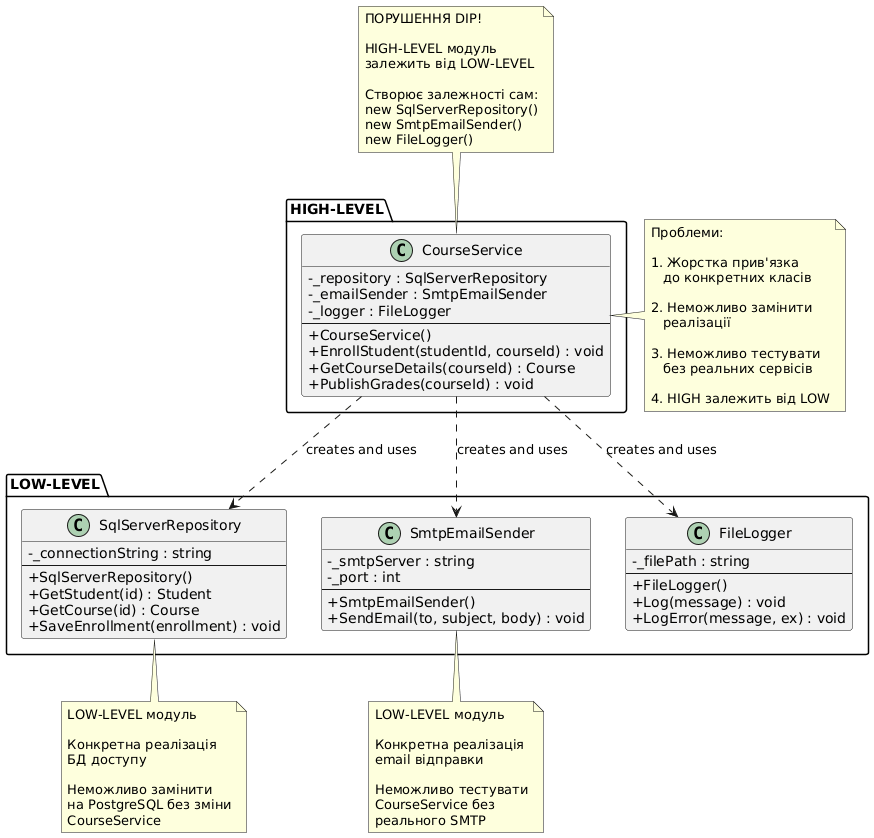 ПОРУШЕННЯ DIP!
HIGH-LEVEL модуль
залежить від LOW-LEVEL
Створює залежності сам:
new SqlServerRepository()
new SmtpEmailSender()
new FileLogger()
HIGH-LEVEL
C CourseService
-_repository : SqlServerRepository
-_emailSender : SmtpEmailSender
-_logger : FileLogger
+CourseService()
+EnrollStudent(studentId, courseId) : void
+GetCourseDetails(courseId) : Course
+PublishGrades(courseId) : void
Проблеми:
1. Жорстка прив'язка
до конкретних класів
2. Неможливо замінити
реалізації
3. Неможливо тестувати
без реальних сервісів
4. HIGH залежить від LOW
creates and uses
creates and uses
creates and uses
LOW-LEVEL
C SqlServerRepository
-_connectionString : string
+SqlServerRepository()
+GetStudent(id) : Student
+GetCourse(id) : Course
+SaveEnrollment(enrollment) : void
C SmtpEmailSender
-_smtpServer : string
-_port : int
+SmtpEmailSender()
+SendEmail(to, subject, body) : void
C FileLogger
-_filePath : string
+FileLogger()
+Log(message) : void
+LogError(message, ex) : void
LOW-LEVEL модуль
Конкретна реалізація
БД доступу
Неможливо замінити
на PostgreSQL без зміни
CourseService
LOW-LEVEL модуль
Конкретна реалізація
email відправки
Неможливо тестувати
CourseService без
реального SMTP